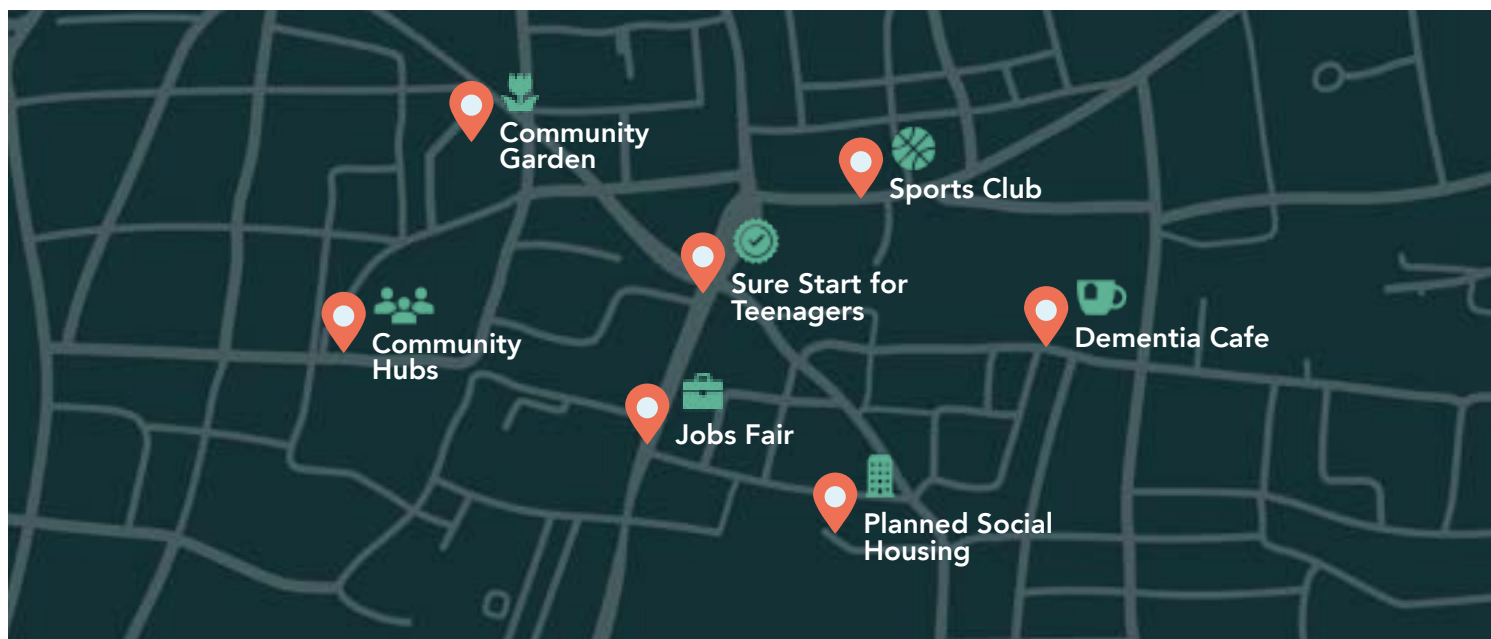 Community
Garden
Sports Club
Sure Start for
Teenagers
Community
Hubs
Dementia Cafe
Jobs Fair
Planned Social
Housing